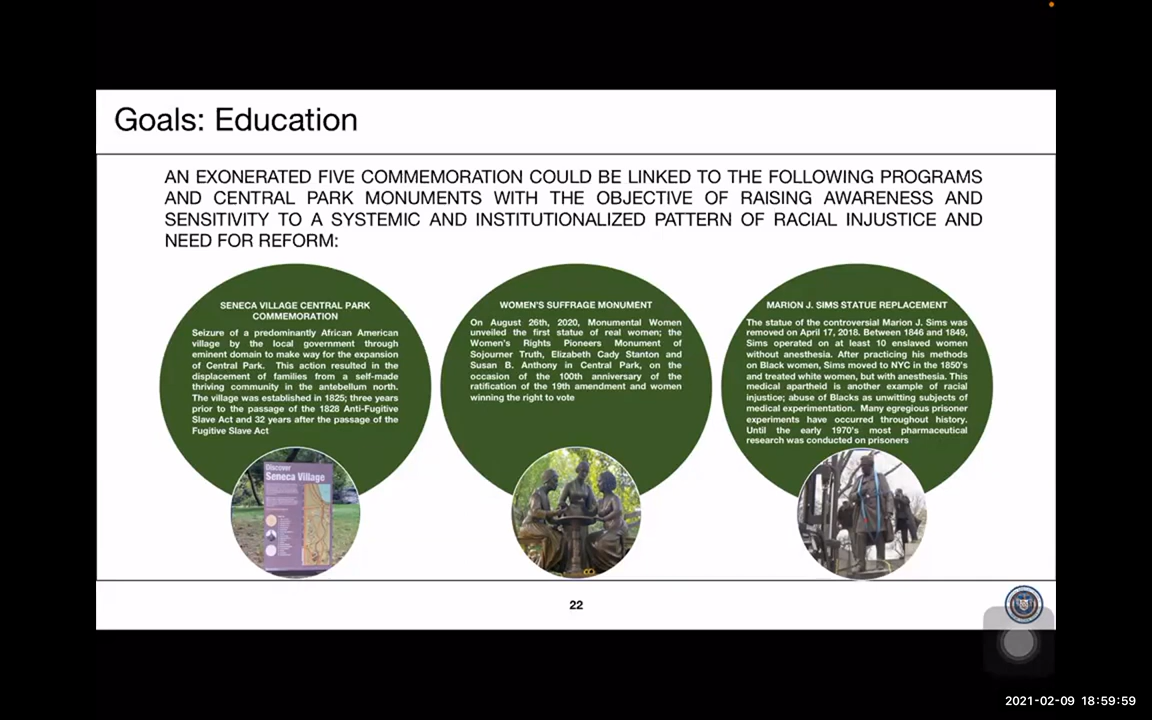 Goals: Education
AN EXONERATED FIVE COMMEMORATION COULD BE LINKED TO THE FOLLOWING PROGRAMS
AND CENTRAL PARK MONUMENTS WITH THE OBJECTIVE OF RAISING AWARENESS AND
SENSITIVITY TO A SYSTEMIC AND INSTITUTIONALIZED PATTERN OF RACIAL INJUSTICE AND
NEED FOR REFORM:
SENECA VILLAGE CENTRAL PARK
COMMEMORATION
Seizure of a predominantly African American
village by the local government through
eminent domain to make way for the expansion
of Central Park. This action resulted in the
displacement of families from a self-made
thriving community in the antebellum north.
The village was established in 1825; three years
prior to the passage of the 1828 Anti-Fugitive
Slave Act and 32 years after the passage of the
Fugitive Slave Act
Discover
Seneca Village
WOMEN'S SUFFRAGE MONUMENT
On August 26th, 2020, Monumental Women
unveiled the first statue of real women; the
Women's Rights Pioneers Monument of
Sojourner Truth, Elizabeth Cady Stanton and
Susan B. Anthony in Central Park, on the
occasion of the 100th anniversary of the
ratification of the 19th amendment and women
winning the right to vote
MARION J. SIMS STATUE REPLACEMENT
The statue of the controversial Marion J. Sims was
removed on April 17, 2018. Between 1846 and 1849,
Sims operated on at least 10 enslaved women
without anesthesia. After practicing his methods
on Black women, Sims moved to NYC in the 1850's
and treated white women, but with anesthesia. This
medical apartheid is another example of racial
injustice; abuse of Blacks as unwitting subjects of
medical experimentation. Many egregious prisoner
experiments have occurred throughout history.
Until the early 1970's most pharmaceutical
research was conducted on prisoners
22
2021-02-09 18:59:59